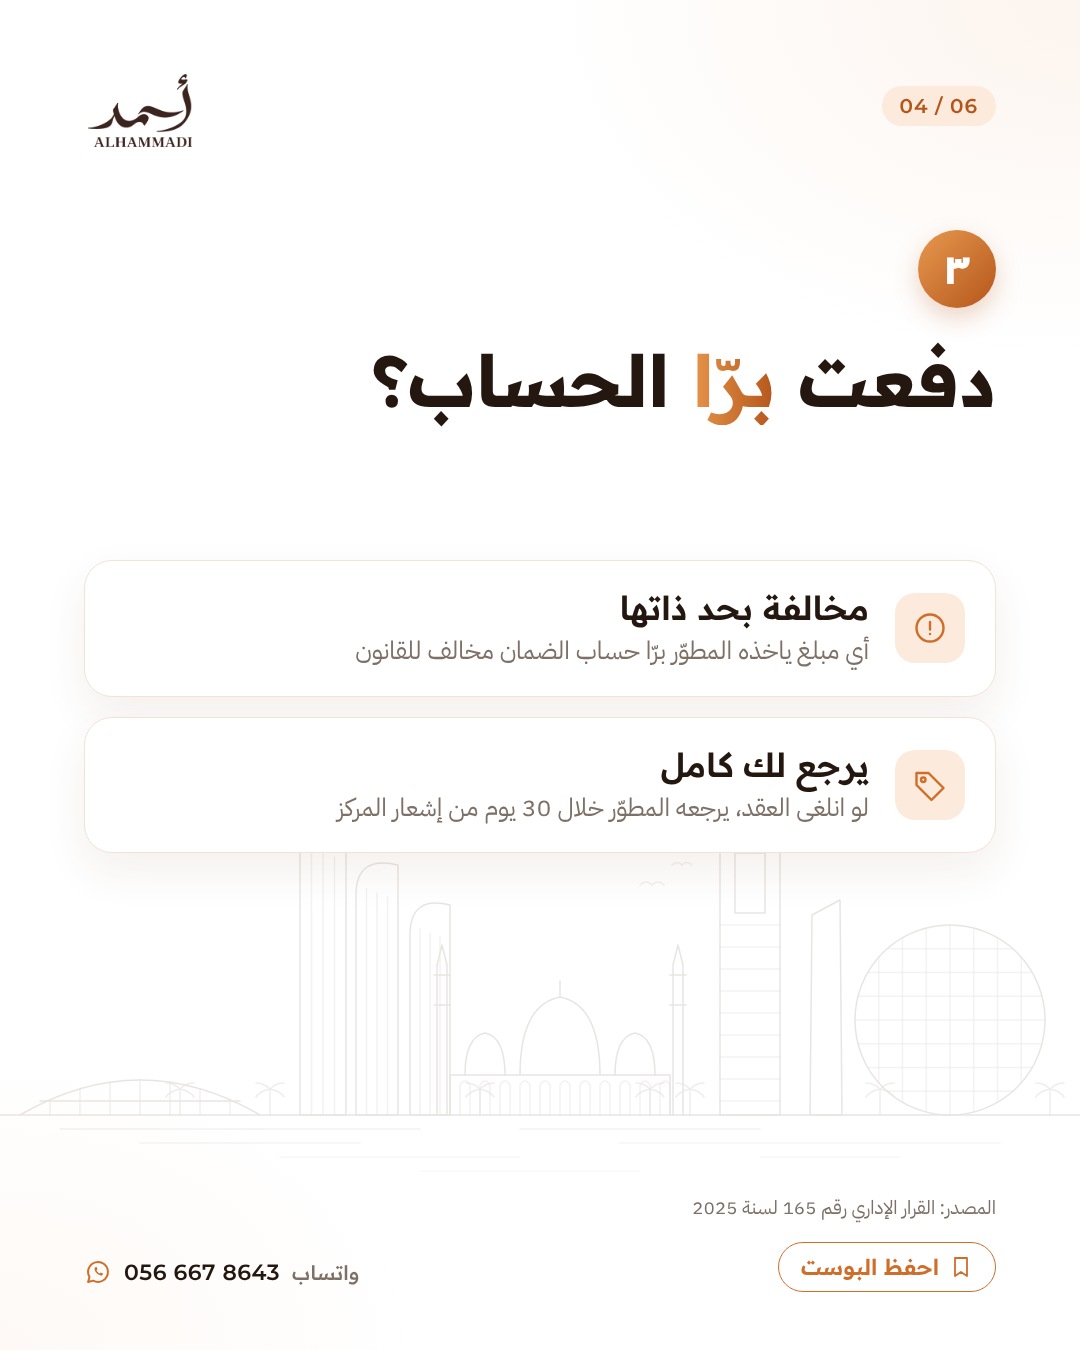 أحمد
ALHAMMADI
04 / 06
٣
دفعت برّا الحساب؟
مخالفة بحد ذاتها
أي مبلغ ياخذه المطوّر برّا حساب الضمان مخالف للقانون
يرجع لك كامل
لو انلغى العقد، يرجعه المطوّر خلال 30 يوم من إشعار المركز
المصدر: القرار الإداري رقم 165 لسنة 2025
احفظ البوست
واتساب 056 667 8643